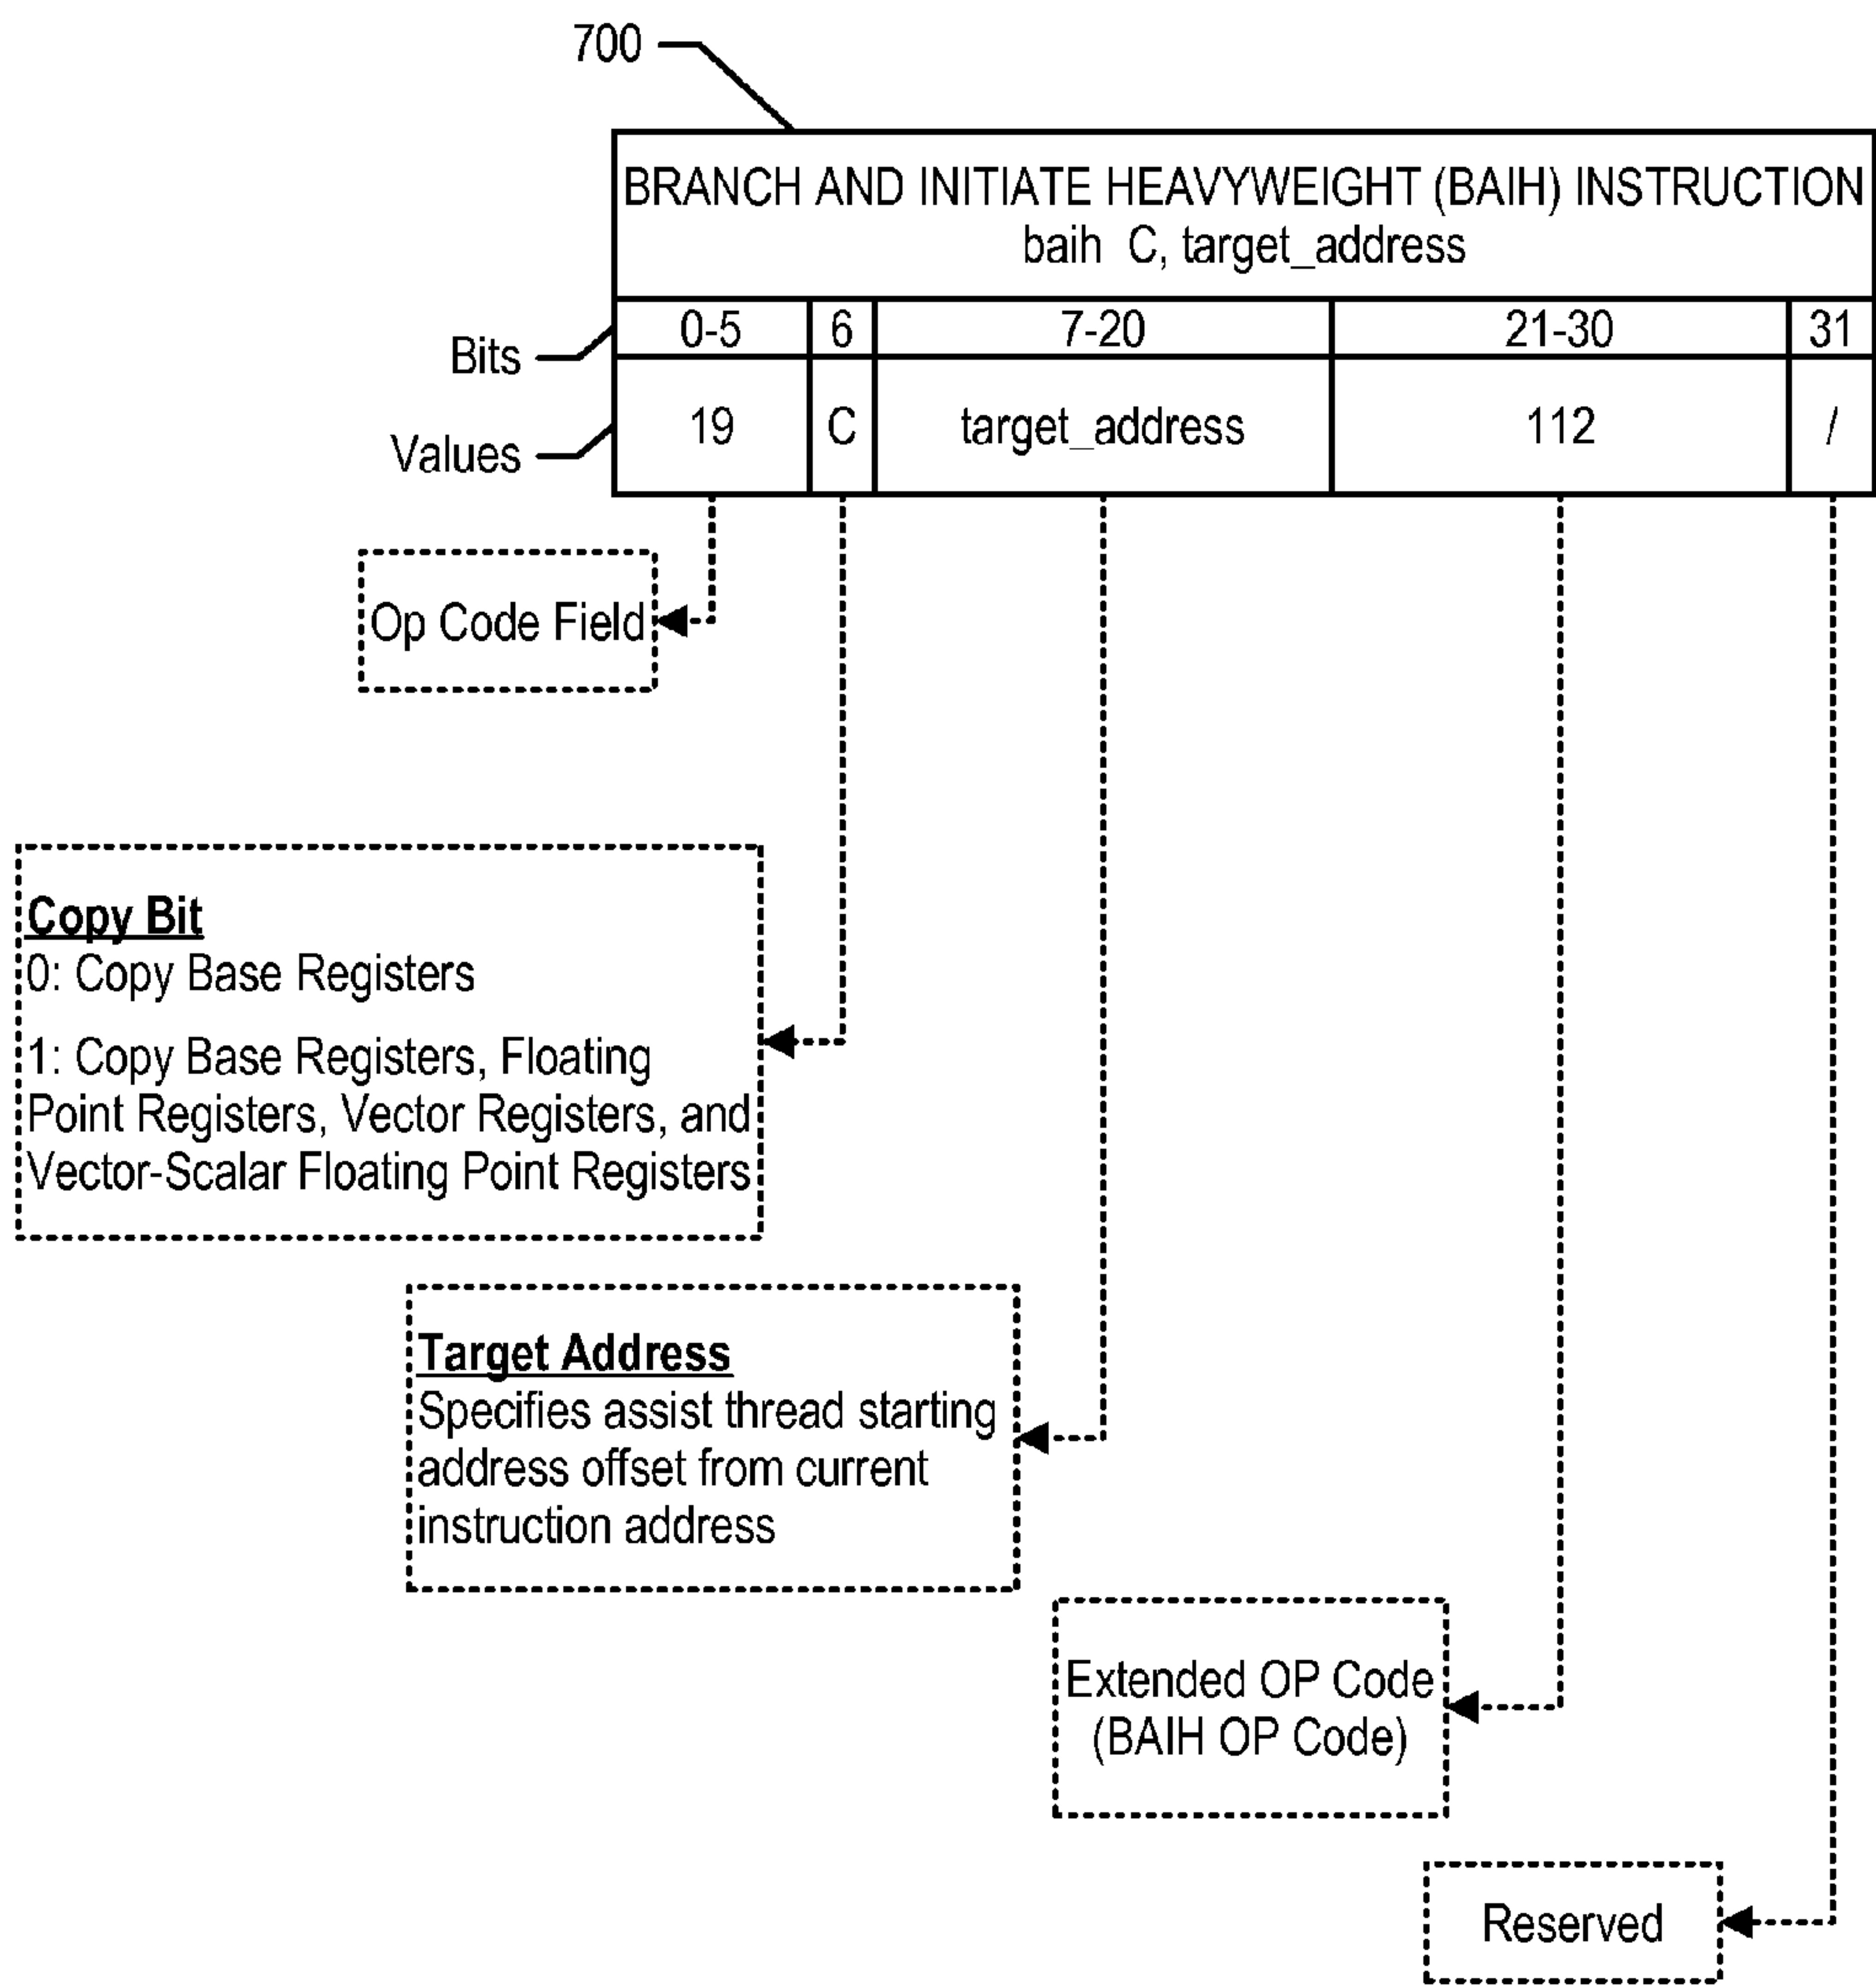 700
BRANCH AND INITIATE HEAVYWEIGHT (BAIH) INSTRUCTION
baih C, target_address
Bits
0-5 6 7-20 21-30 31
Values
19 C target_address 112 /
Op Code Field
Copy Bit
0: Copy Base Registers
1: Copy Base Registers, Floating
Point Registers, Vector Registers, and
Vector-Scalar Floating Point Registers
Target Address
Specifies assist thread starting
address offset from current
instruction address
Extended OP Code
(BAIH OP Code)
Reserved